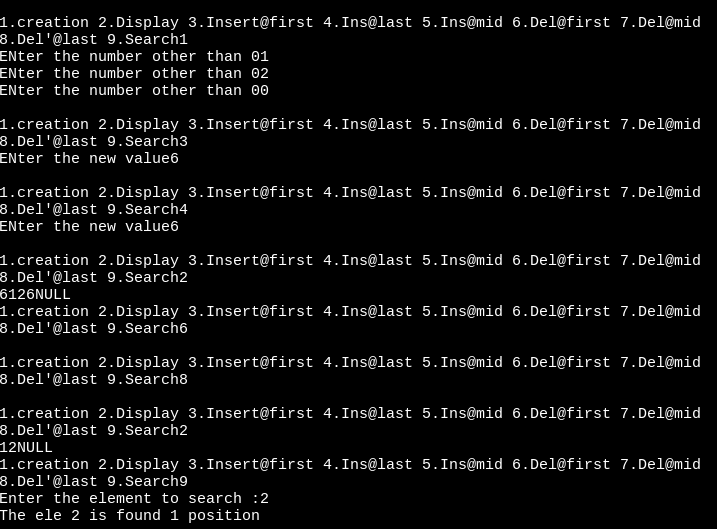 1.creation 2.Display 3.Insert@first 4.Ins@last 5.Ins@mid 6.Del@first 7.Del@mid
8.Del'@last 9.Search1
ENter the number other than 01
ENter the number other than 02
ENter the number other than 00
1.creation 2.Display 3.Insert@first 4.Ins@last 5.Ins@mid 6.Del@first 7.Del@mid
8.Del'@last 9.Search3
ENter the new value6
1.creation 2.Display 3.Insert@first 4.Ins@last 5.Ins@mid 6.Del@first 7.Del@mid
8.Del'@last 9.Search4
ENter the new value6
1.creation 2.Display 3.Insert@first 4.Ins@last 5.Ins@mid 6.Del@first 7.Del@mid
8.Del'@last 9.Search2
6126NULL
1.creation 2.Display 3.Insert@first 4.Ins@last 5.Ins@mid 6.Del@first 7.Del@mid
8.Del'@last 9.Search6
1.creation 2.Display 3.Insert@first 4.Ins@last 5.Ins@mid 6.Del@first 7.Del@mid
8.Del'@last 9.Search8
1.creation 2.Display 3.Insert@first 4.Ins@last 5.Ins@mid 6.Del@first 7.Del@mid
8.Del'@last 9.Search2
12NULL
1.creation 2.Display 3.Insert@first 4.Ins@last 5.Ins@mid 6.Del@first 7.Del@mid
8.Del'@last 9.Search9
Enter the element to search :2
The ele 2 is found 1 position